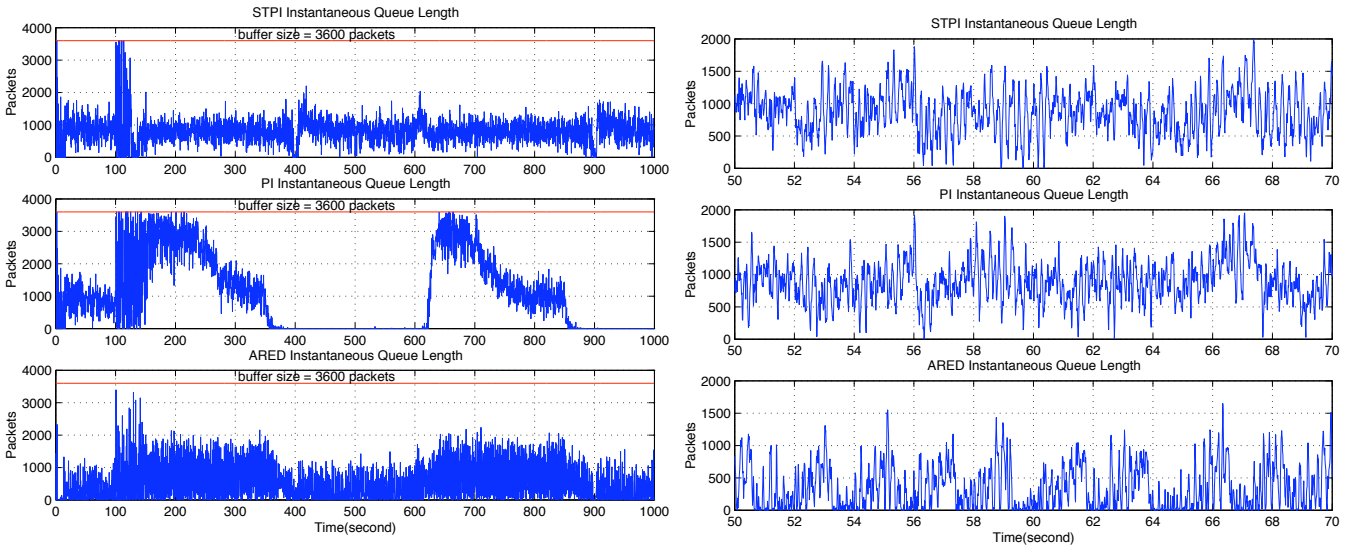 STPI Instantaneous Queue Length
4000
3000
2000
1000
0
Packets
buffer size = 3600 packets
0 100 200 300 400 500 600 700 800 900 1000
PI Instantaneous Queue Length
4000
3000
2000
1000
0
Packets
buffer size = 3600 packets
0 100 200 300 400 500 600 700 800 900 1000
ARED Instantaneous Queue Length
4000
3000
2000
1000
0
Packets
buffer size = 3600 packets
0 100 200 300 400 500 600 700 800 900 1000
Time(second)
STPI Instantaneous Queue Length
2000
1500
1000
500
0
Packets
50 52 54 56 58 60 62 64 66 68 70
PI Instantaneous Queue Length
2000
1500
1000
500
0
Packets
50 52 54 56 58 60 62 64 66 68 70
ARED Instantaneous Queue Length
2000
1500
1000
500
0
Packets
50 52 54 56 58 60 62 64 66 68 70
Time(second)